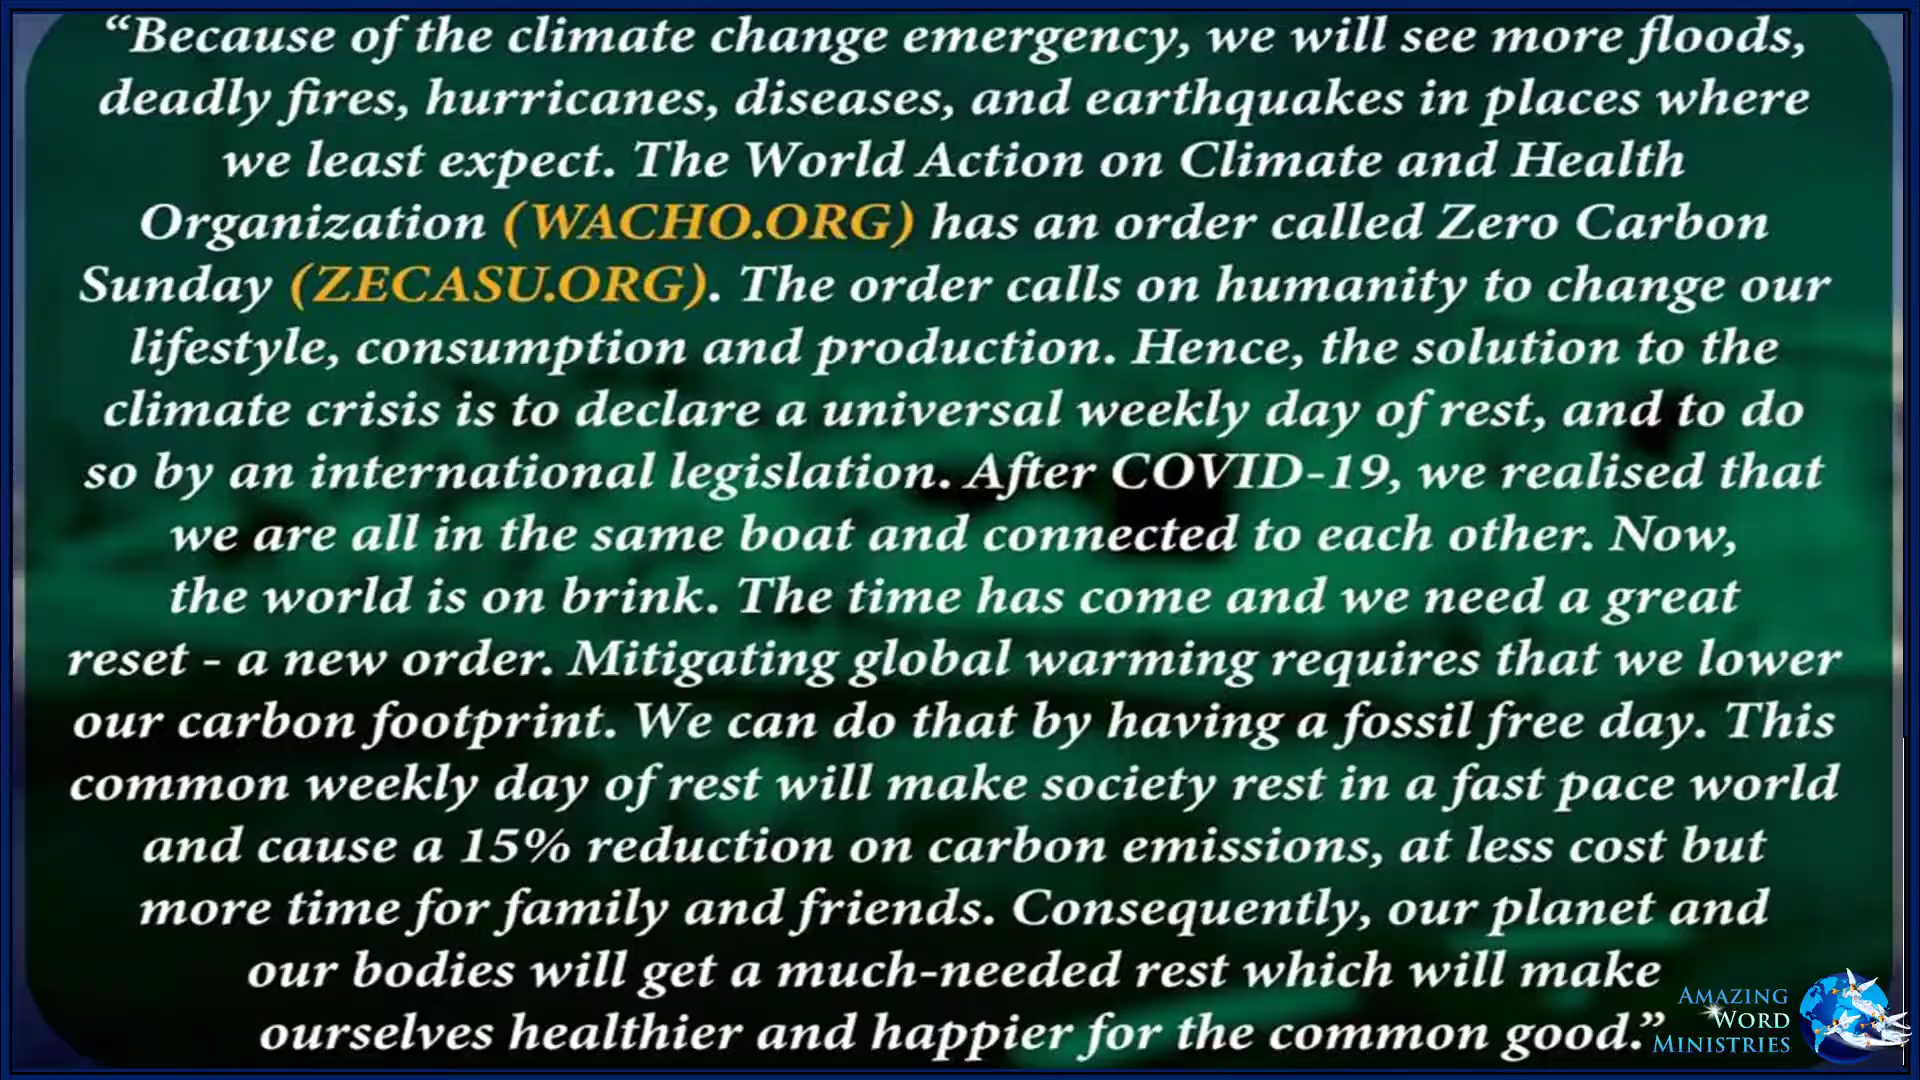 “Because of the climate change emergency, we will see more floods,
deadly fires, hurricanes, diseases, and earthquakes in places where
we least expect. The World Action on Climate and Health
Organization (WACHO.ORG) has an order called Zero Carbon
Sunday (ZECASU.ORG). The order calls on humanity to change our
lifestyle, consumption and production. Hence, the solution to the
climate crisis is to declare a universal weekly day of rest, and to do
so by an international legislation. After COVID-19, we realised that
we are all in the same boat and connected to each other. Now,
the world is on brink. The time has come and we need a great
reset - a new order. Mitigating global warming requires that we lower
our carbon footprint. We can do that by having a fossil free day. This
common weekly day of rest will make society rest in a fast pace world
and cause a 15% reduction on carbon emissions, at less cost but
more time for family and friends. Consequently, our planet and
our bodies will get a much-needed rest which will make
ourselves healthier and happier for the common good.”
AMAZING
WORD
MINISTRIES